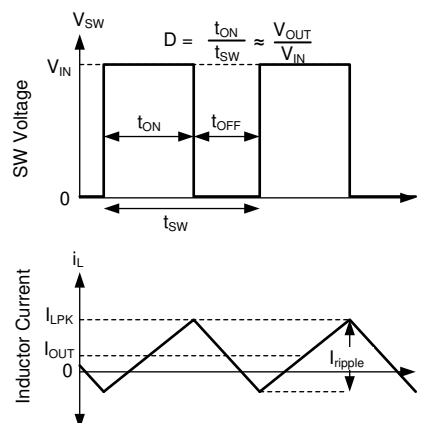 V_SW
D = t_ON / t_SW ≈ V_OUT / V_IN
V_IN
SW Voltage
t_ON
t_OFF
0
t_SW
i_L
Inductor Current
I_LPK
I_OUT
0
I_ripple